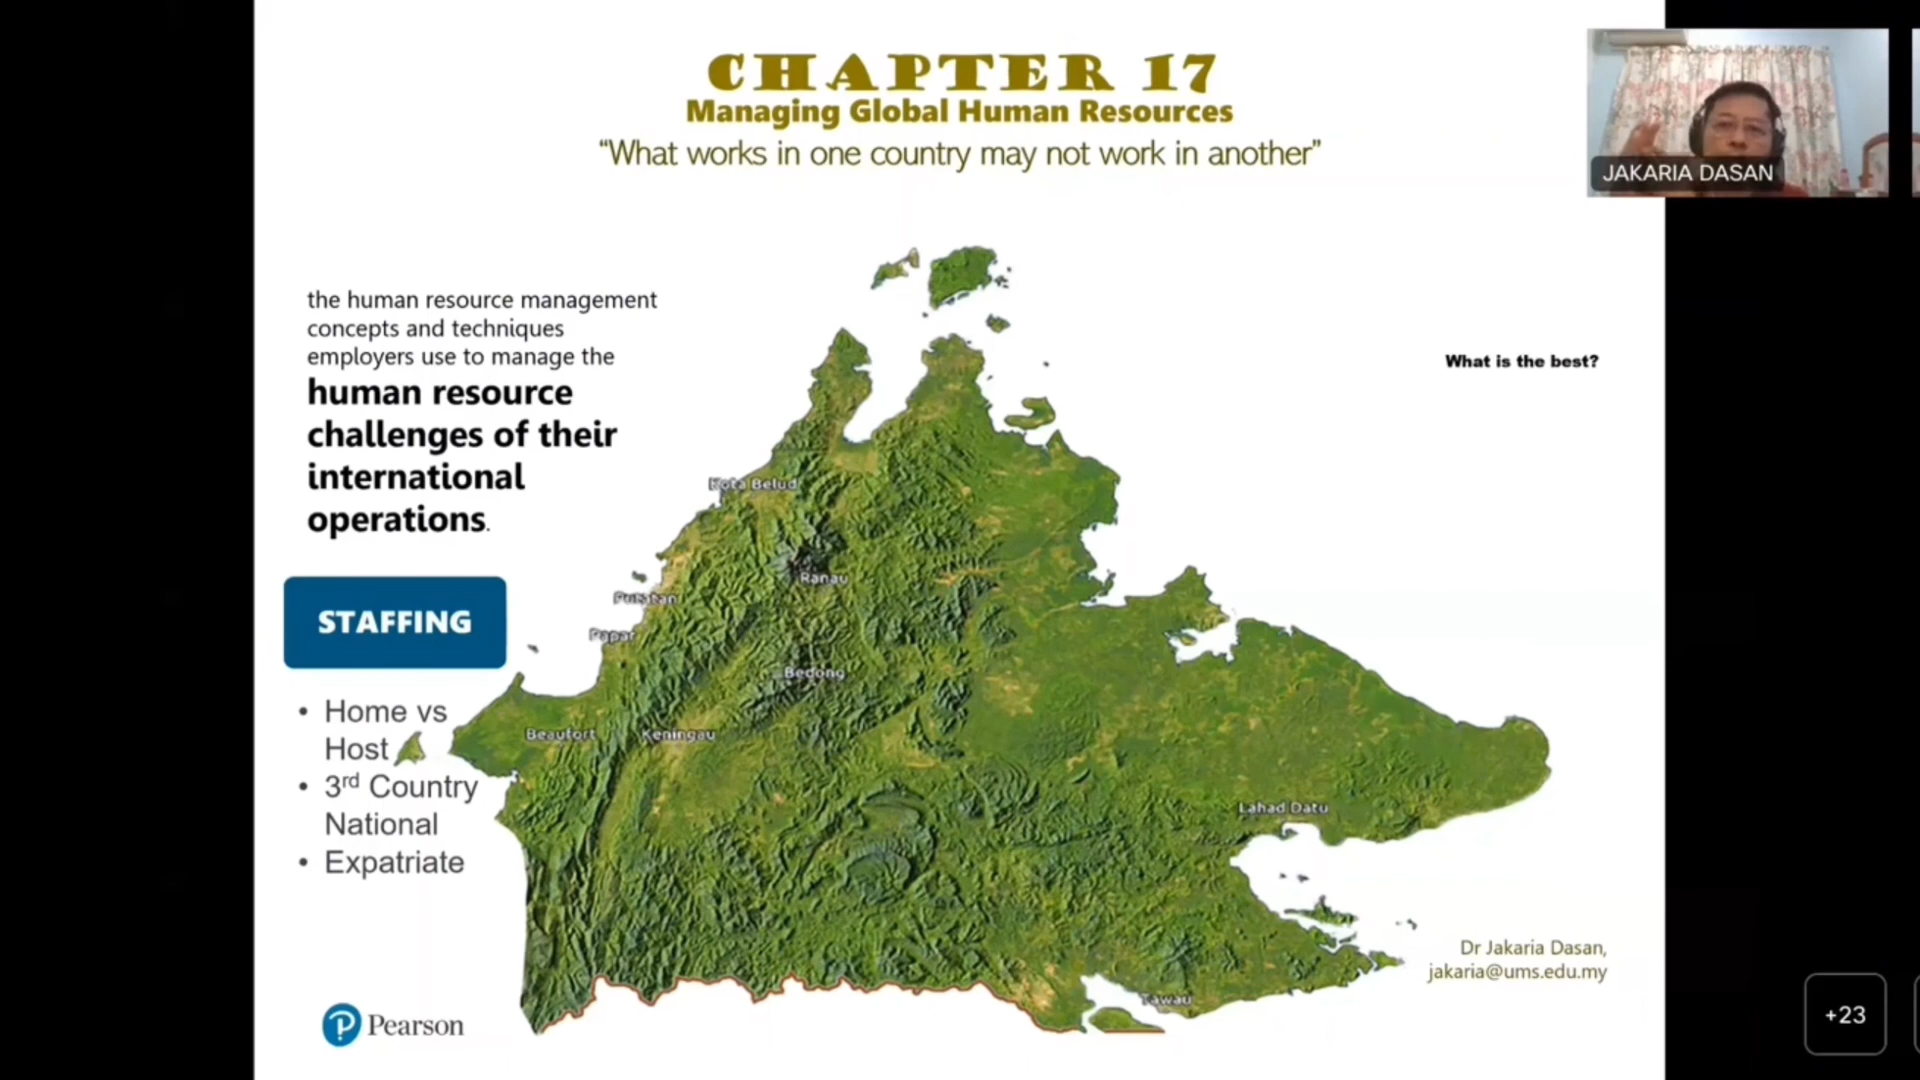 CHAPTER 17
Managing Global Human Resources
“What works in one country may not work in another”
JAKARIA DASAN
the human resource management
concepts and techniques
employers use to manage the
human resource
challenges of their
international
operations.
What is the best?
STAFFING
• Home vs
Host
• 3rd Country
National
• Expatriate
Kota Belud
Ranau
Putatan
Papar
Bedong
Beaufort
Keningau
Lahad Datu
Tawau
Dr Jakaria Dasan,
jakaria@ums.edu.my
Pearson
+23